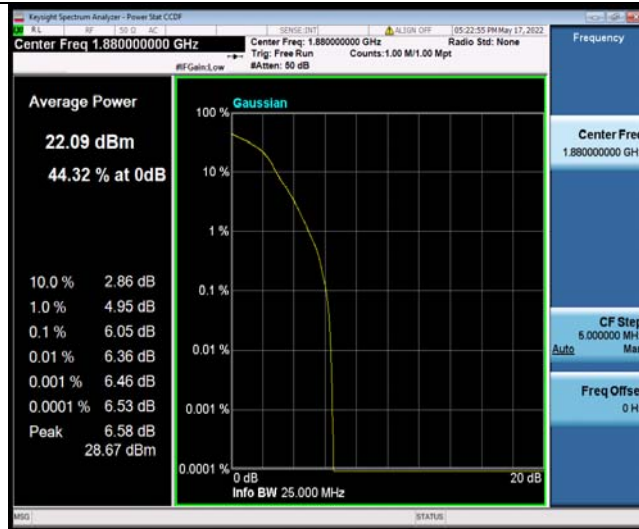 Keysight Spectrum Analyzer - Power Stat CCDF
RL RF 50 Ω AC SENSE:INT ALIGN OFF 05:22:55 PM May 17, 2022
Center Freq 1.880000000 GHz
Center Freq: 1.880000000 GHz Radio Std: None
Trig: Free Run Counts:1.00 M/1.00 Mpt
#IFGain:Low #Atten: 50 dB
Frequency
Average Power
22.09 dBm
44.32 % at 0dB
10.0 % 2.86 dB
1.0 % 4.95 dB
0.1 % 6.05 dB
0.01 % 6.36 dB
0.001 % 6.46 dB
0.0001 % 6.53 dB
Peak 6.58 dB
28.67 dBm
Gaussian
100 %
10 %
1 %
0.1 %
0.01 %
0.001 %
0.0001 %
0 dB 20 dB
Info BW 25.000 MHz
Center Fre
1.880000000 GH
CF Step
5.000000 MH
Auto Ma
Freq Offse
0 H
MSG STATUS